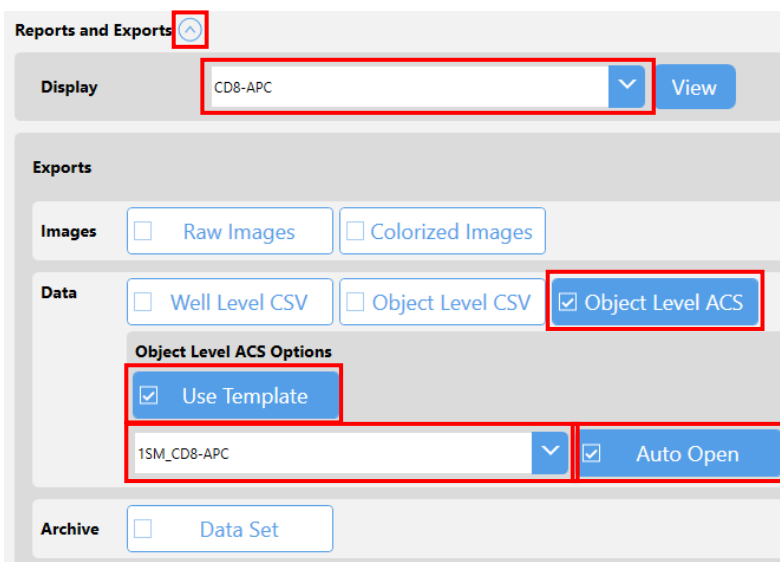 Reports and Exports
Display CD8-APC View
Exports
Images Raw Images Colorized Images
Data Well Level CSV Object Level CSV Object Level ACS
Object Level ACS Options
Use Template
1SM_CD8-APC Auto Open
Archive Data Set